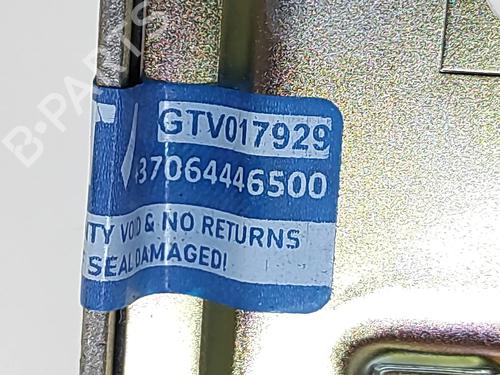 B-PARTS
GTV017929
37064446500
TY VOID & NO RETURNS
SEAL DAMAGED!